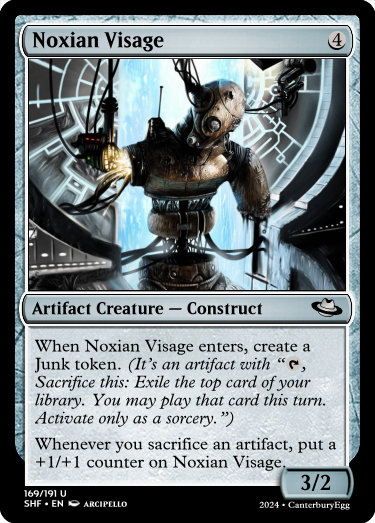 Noxian Visage 4
Artifact Creature — Construct
When Noxian Visage enters, create a
Junk token. (It's an artifact with “,
Sacrifice this: Exile the top card of your
library. You may play that card this turn.
Activate only as a sorcery.”)
Whenever you sacrifice an artifact, put a
+1/+1 counter on Noxian Visage.
3/2
169/191 U
SHF • EN ARCIPELLO
2024 • CanterburyEgg